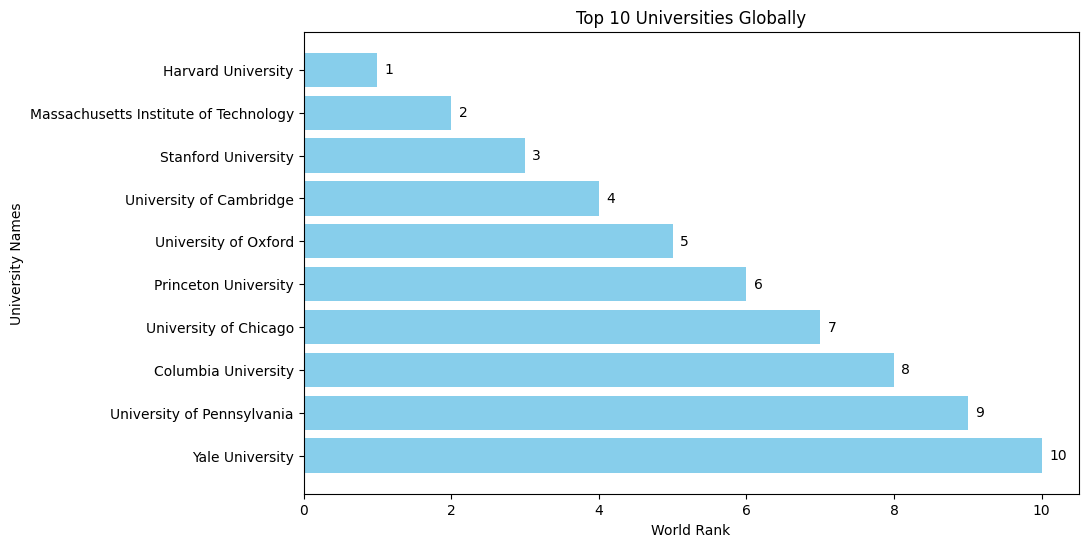 Top 10 Universities Globally
University Names
Harvard University 1
Massachusetts Institute of Technology 2
Stanford University 3
University of Cambridge 4
University of Oxford 5
Princeton University 6
University of Chicago 7
Columbia University 8
University of Pennsylvania 9
Yale University 10
0 2 4 6 8 10
World Rank